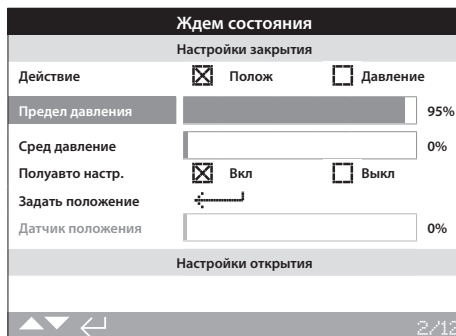 Ждем состояния
Настройки закрытия
Действие Полож Давление
Предел давления 95%
Сред давление 0%
Полуавто настр. Вкл Выкл
Задать положение
Датчик положения 0%
Настройки открытия
2/12